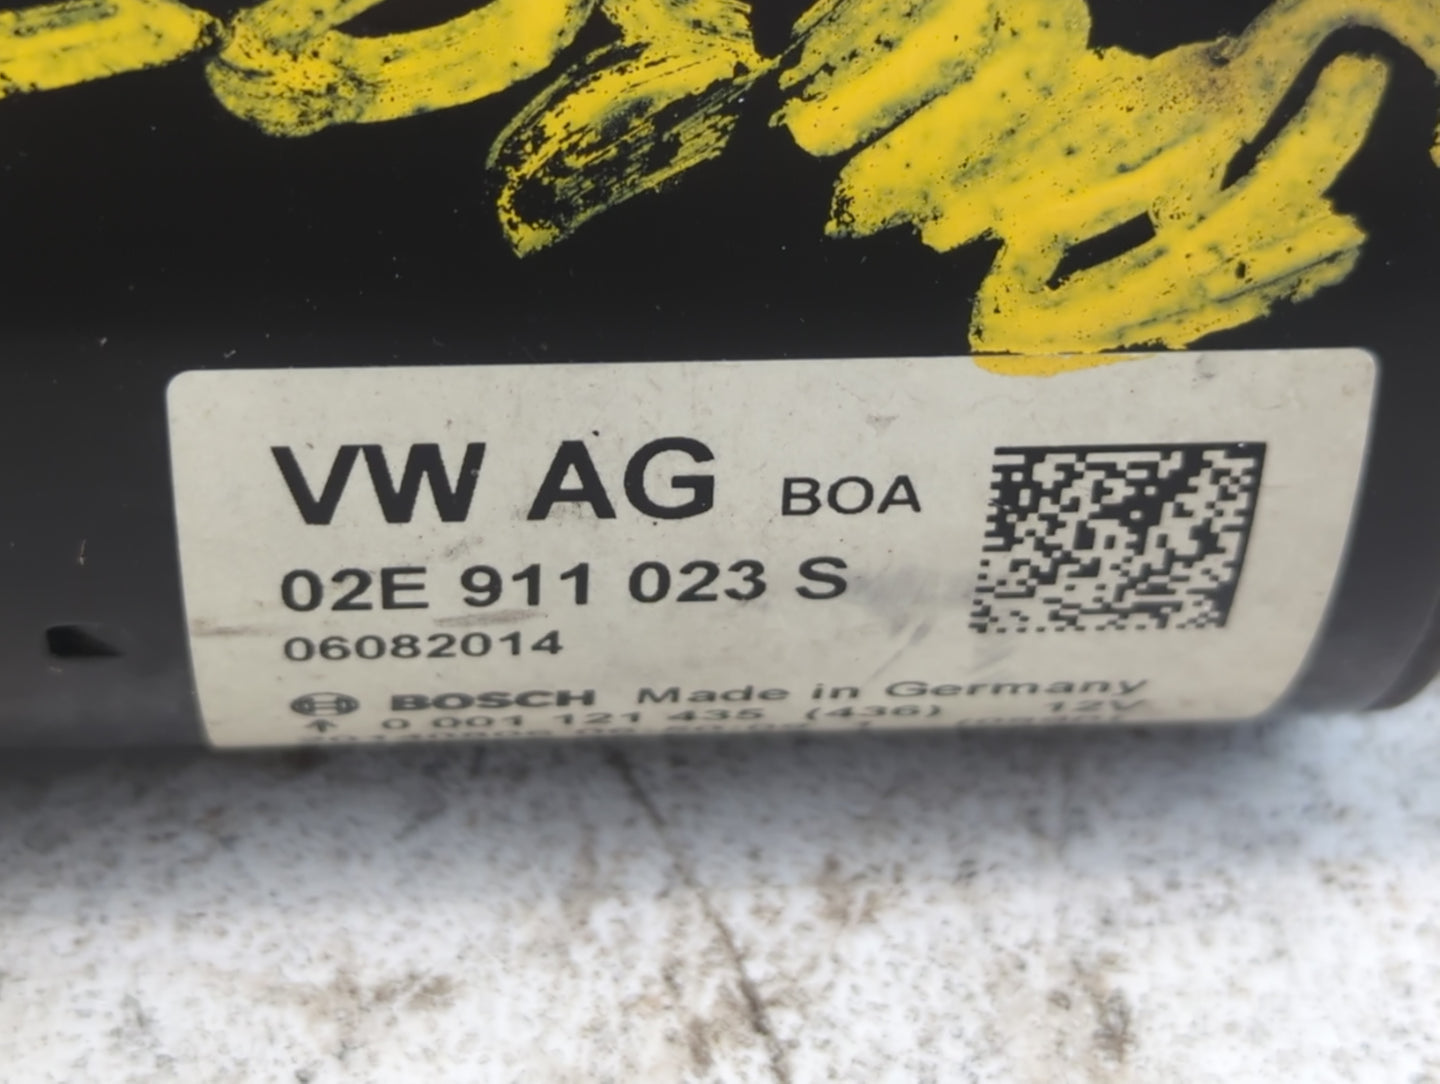 VW AG BOA
02E 911 023 S
06082014
BOSCH Made in Germany
0 001 121 435 (436) 12V